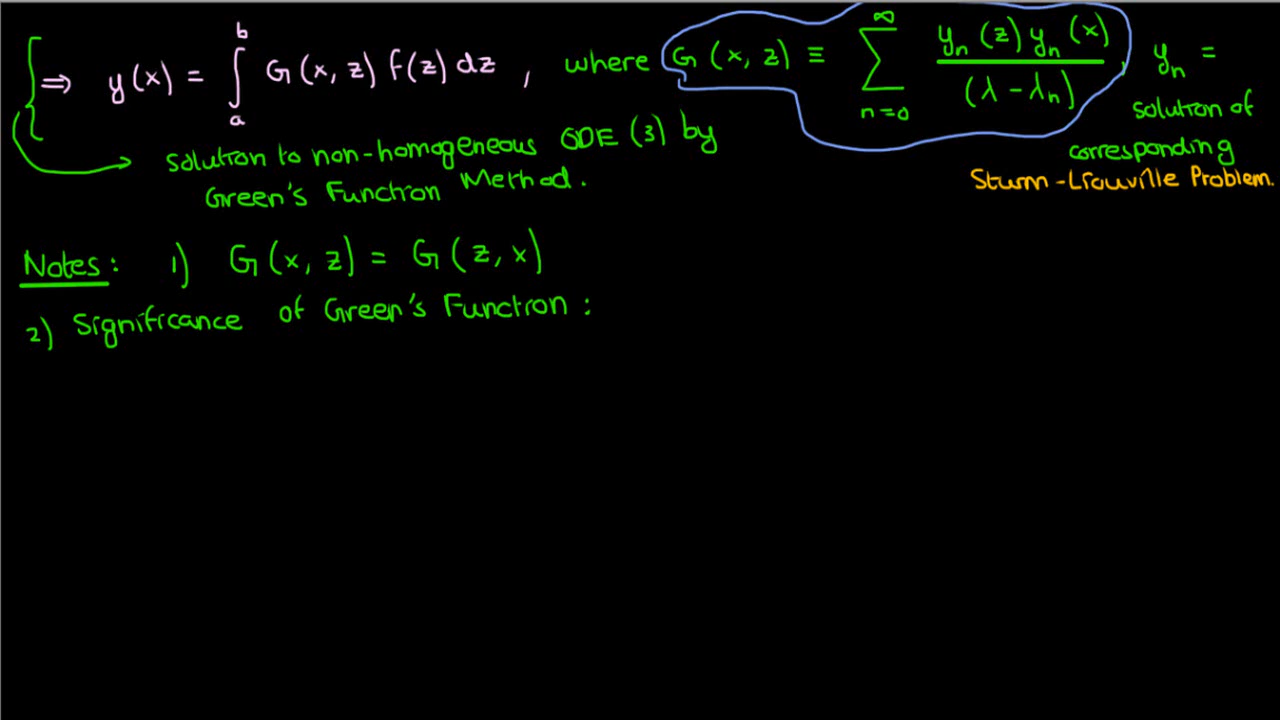 ⇒ y(x) = ∫_a^b G(x, z) f(z) dz , where G(x, z) ≡ ∑_{n=0}^∞ y_n(z) y_n(x) / (λ - λ_n) , y_n =
solution of
corresponding
Sturm-Liouville Problem.
solution to non-homogeneous ODE (3) by
Green's Function Method.
Notes: 1) G(x, z) = G(z, x)
2) Significance of Green's Function :